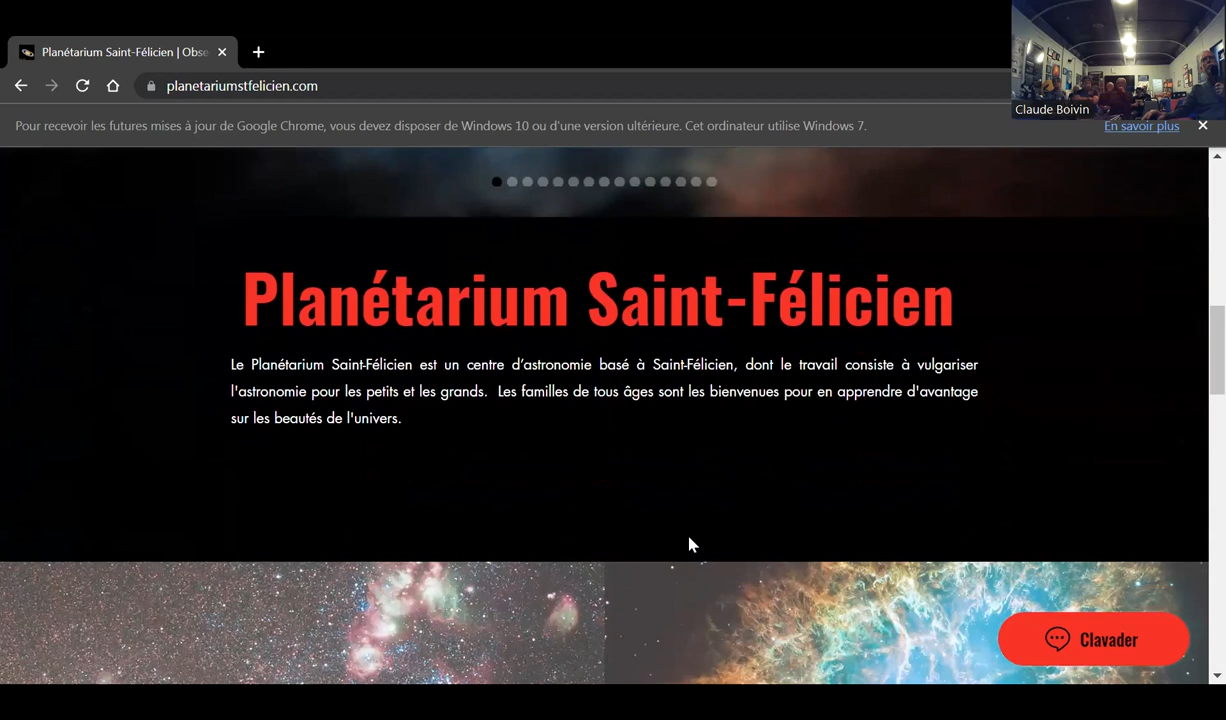 Planétarium Saint-Félicien | Obse
planetariumstfelicien.com
Claude Boivin
Pour recevoir les futures mises à jour de Google Chrome, vous devez disposer de Windows 10 ou d'une version ultérieure. Cet ordinateur utilise Windows 7.
En savoir plus
Planétarium Saint-Félicien
Le Planétarium Saint-Félicien est un centre d’astronomie basé à Saint-Félicien, dont le travail consiste à vulgariser
l'astronomie pour les petits et les grands. Les familles de tous âges sont les bienvenues pour en apprendre d'avantage
sur les beautés de l'univers.
Clavader